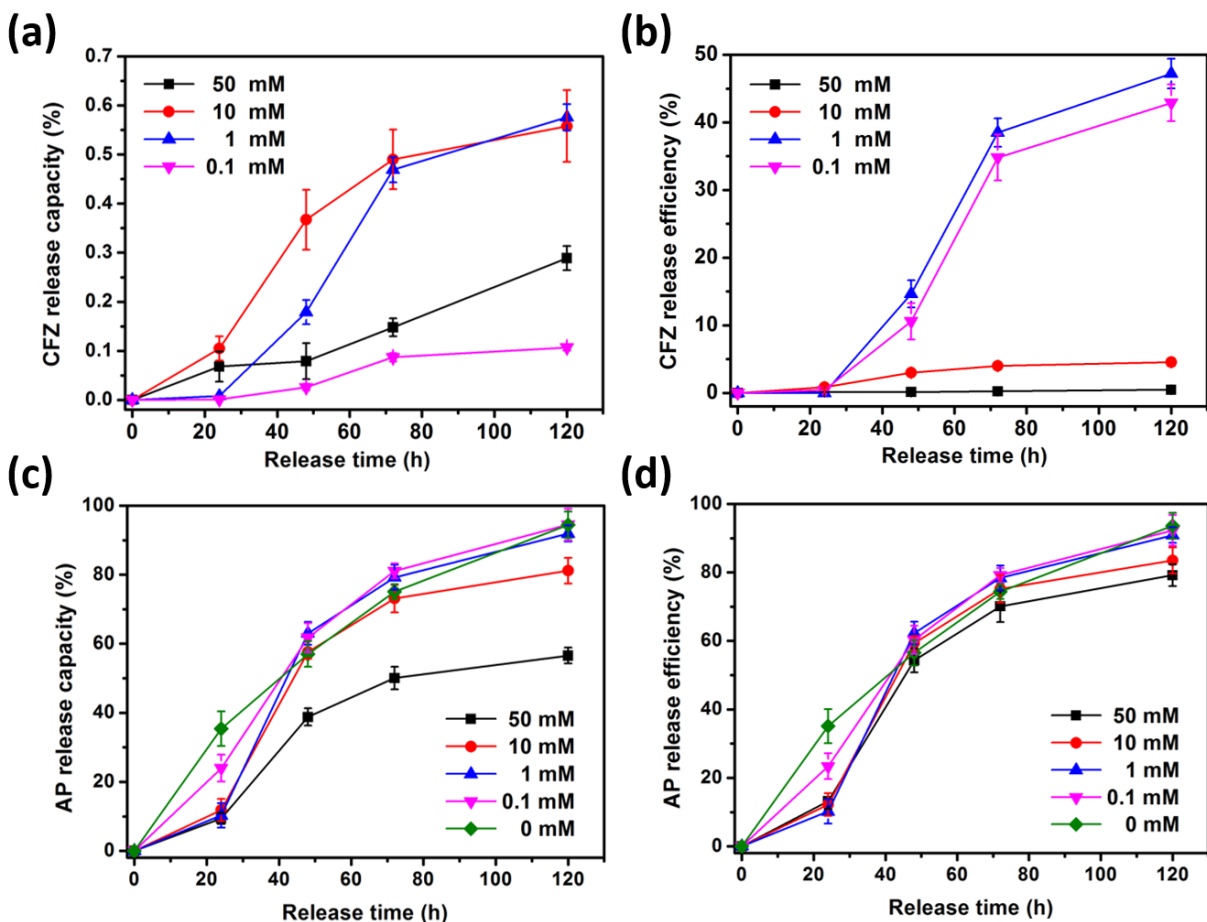 (a)
CFZ release capacity (%)
0.7
0.6
0.5
0.4
0.3
0.2
0.1
0.0
50 mM
10 mM
1 mM
0.1 mM
0 20 40 60 80 100 120
Release time (h)
(b)
CFZ release efficiency (%)
50
40
30
20
10
0
50 mM
10 mM
1 mM
0.1 mM
0 20 40 60 80 100 120
Release time (h)
(c)
AP release capacity (%)
100
80
60
40
20
0
50 mM
10 mM
1 mM
0.1 mM
0 mM
0 20 40 60 80 100 120
Release time (h)
(d)
AP release efficiency (%)
100
80
60
40
20
0
50 mM
10 mM
1 mM
0.1 mM
0 mM
0 20 40 60 80 100 120
Release time (h)